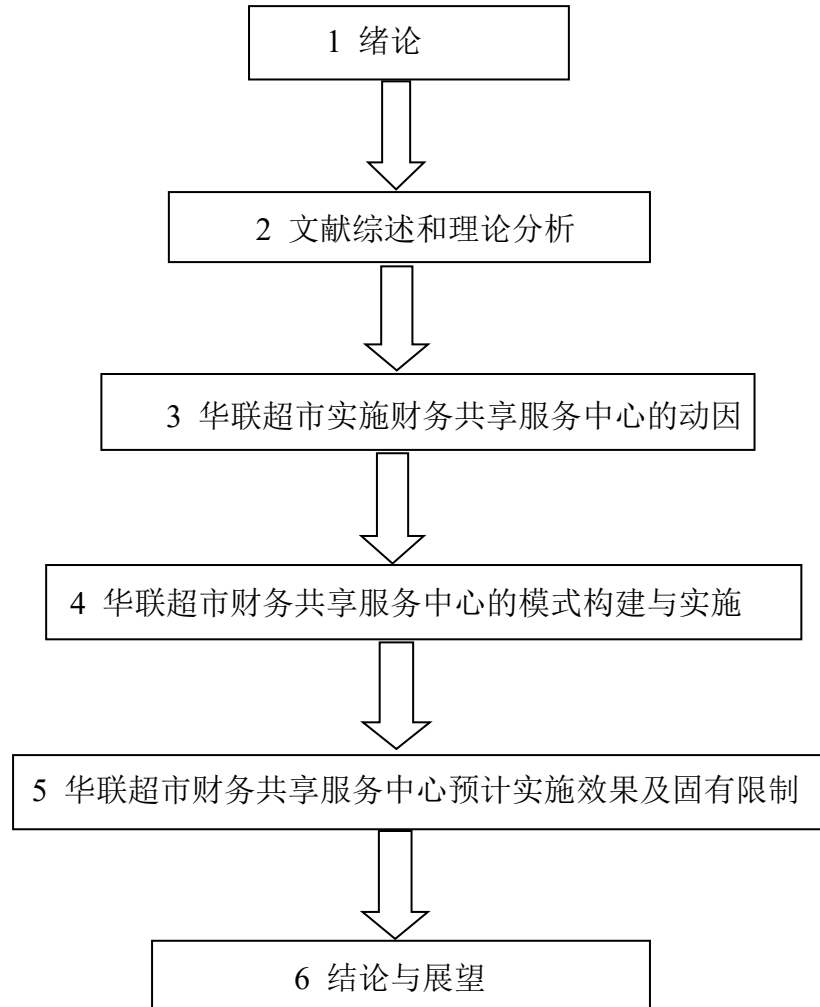 1 绪论
2 文献综述和理论分析
3 华联超市实施财务共享服务中心的动因
4 华联超市财务共享服务中心的模式构建与实施
5 华联超市财务共享服务中心预计实施效果及固有限制
6 结论与展望